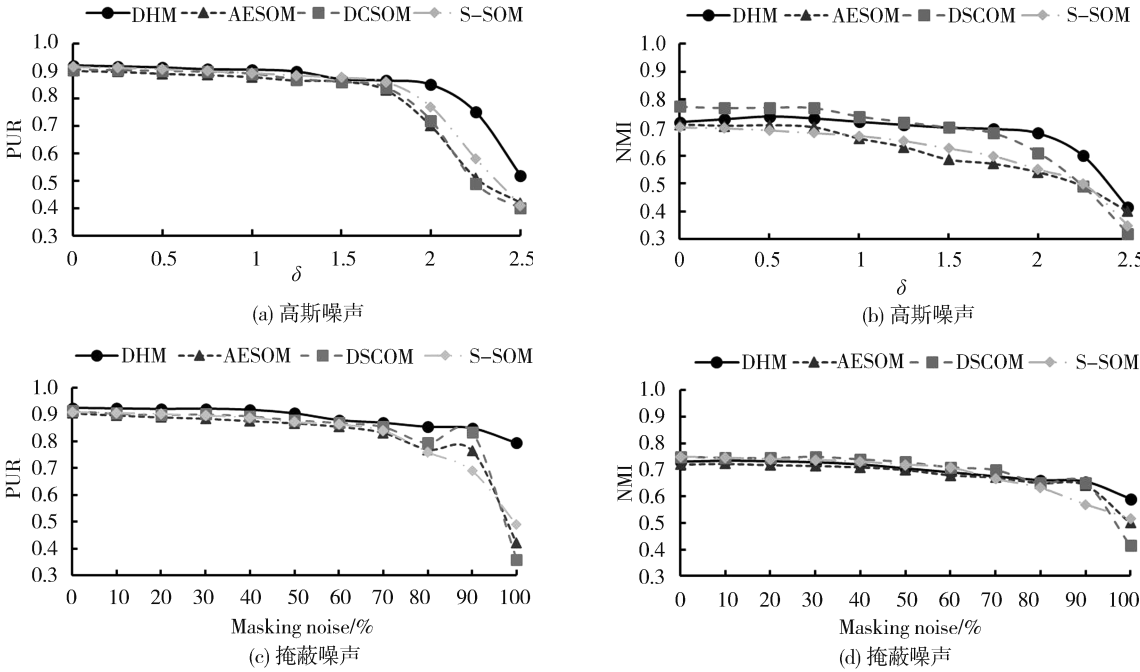 DHM AESOM DCSOM S-SOM
1.0
0.9
0.8
0.7
0.6
0.5
0.4
0.3
PUR
0 0.5 1 1.5 2 2.5
δ
(a) 高斯噪声
DHM AESOM DSCOM S-SOM
1.0
0.9
0.8
0.7
0.6
0.5
0.4
0.3
NMI
0 0.5 1 1.5 2 2.5
δ
(b) 高斯噪声
DHM AESOM DSCOM S-SOM
1.0
0.9
0.8
0.7
0.6
0.5
0.4
0.3
PUR
0 10 20 30 40 50 60 70 80 90 100
Masking noise/%
(c) 掩蔽噪声
DHM AESOM DSCOM S-SOM
1.0
0.9
0.8
0.7
0.6
0.5
0.4
0.3
NMI
0 10 20 30 40 50 60 70 80 90 100
Masking noise/%
(d) 掩蔽噪声